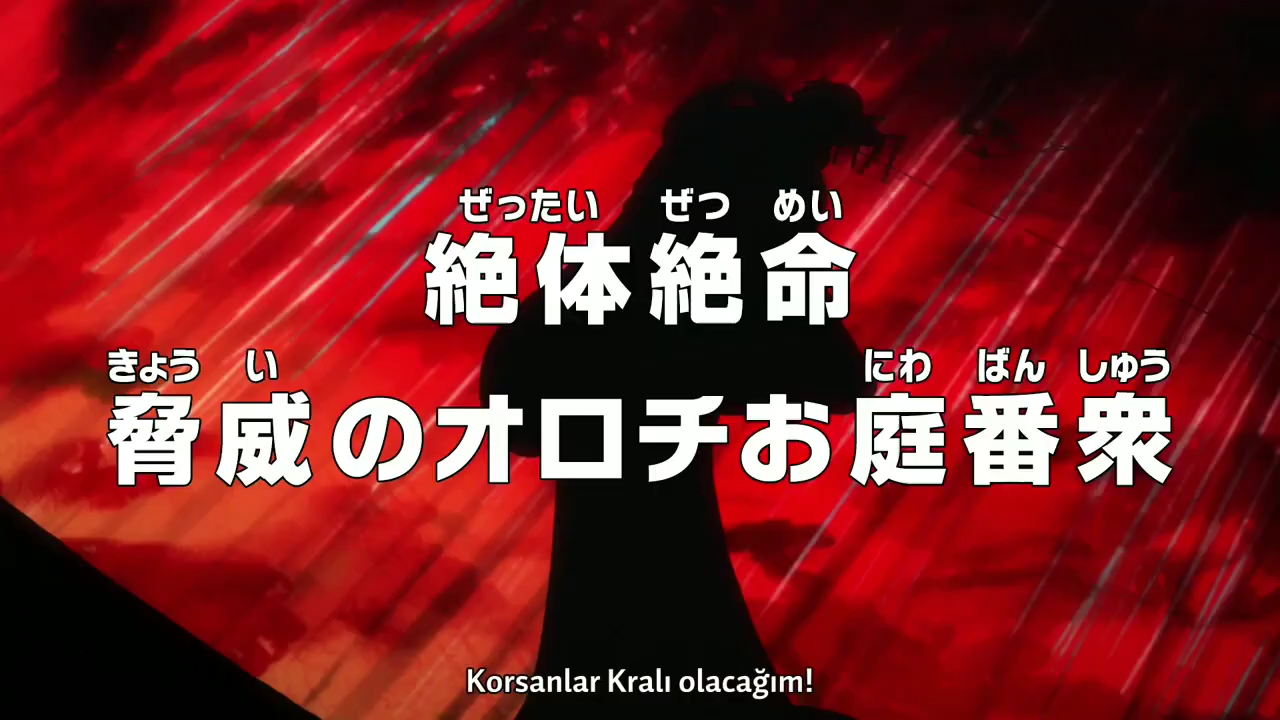 ぜったい ぜつ めい
絶体絶命
きょう い にわ ばん しゅう
脅威のオロチお庭番衆
Korsanlar Kralı olacağım!